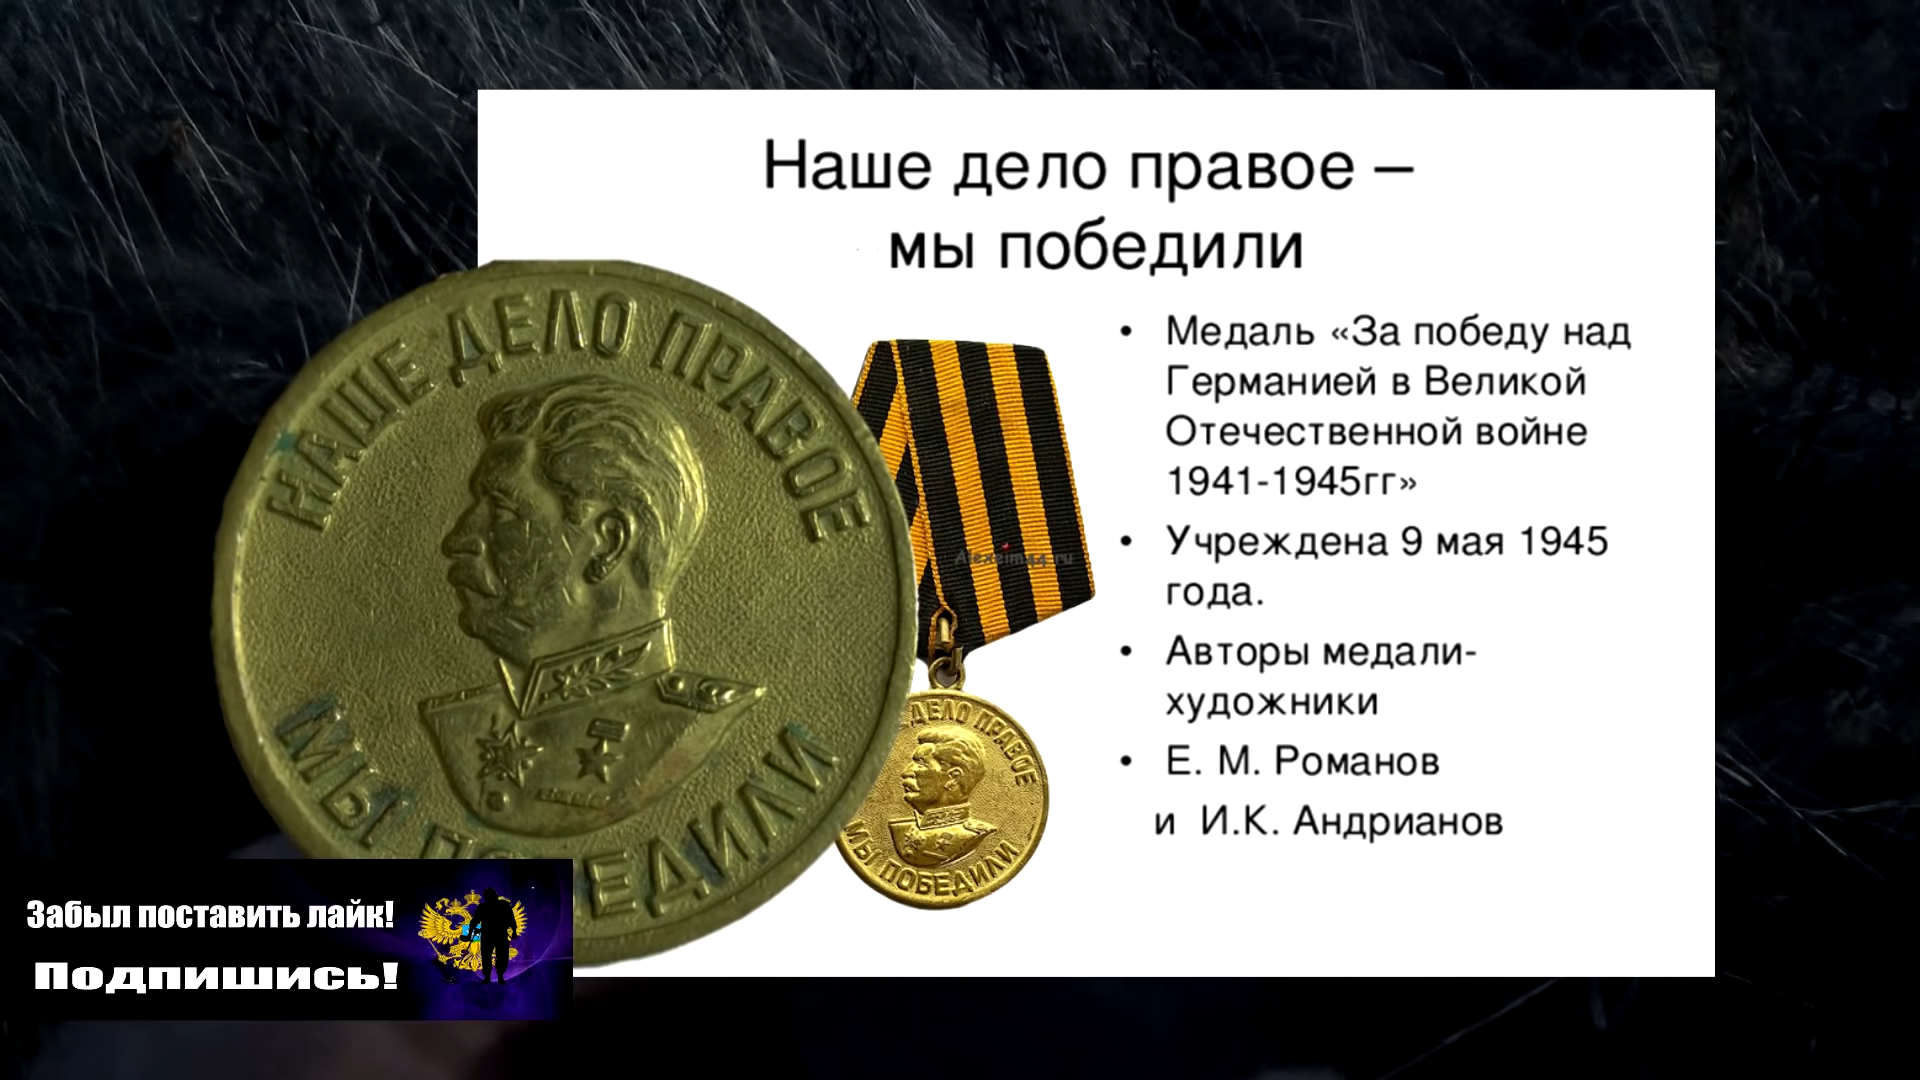 Наше дело правое –
мы победили
НАШЕ ДЕЛО ПРАВОЕ
МЫ ПОБЕДИЛИ
• Медаль «За победу над
Германией в Великой
Отечественной войне
1941-1945гг»
• Учреждена 9 мая 1945
года.
• Авторы медали-
художники
• Е. М. Романов
и И.К. Андрианов
ДЕЛО ПРАВОЕ
МЫ ПОБЕДИЛИ
Забыл поставить лайк!
Подпишись!